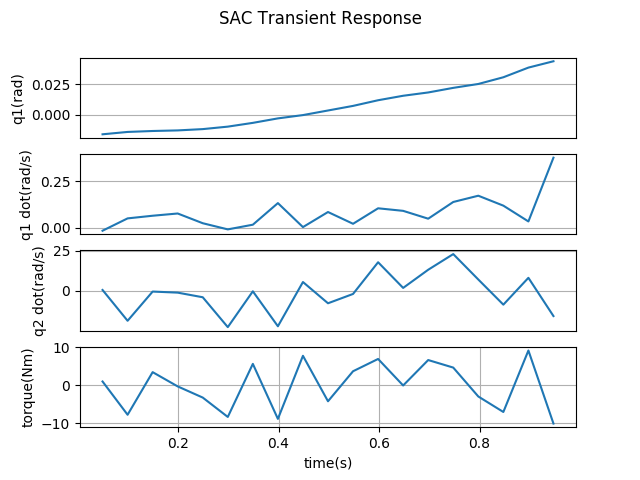 SAC Transient Response
q1(rad)
0.025
0.000
q1 dot(rad/s)
0.25
0.00
q2 dot(rad/s)
25
0
torque(Nm)
10
0
−10
0.2 0.4 0.6 0.8
time(s)